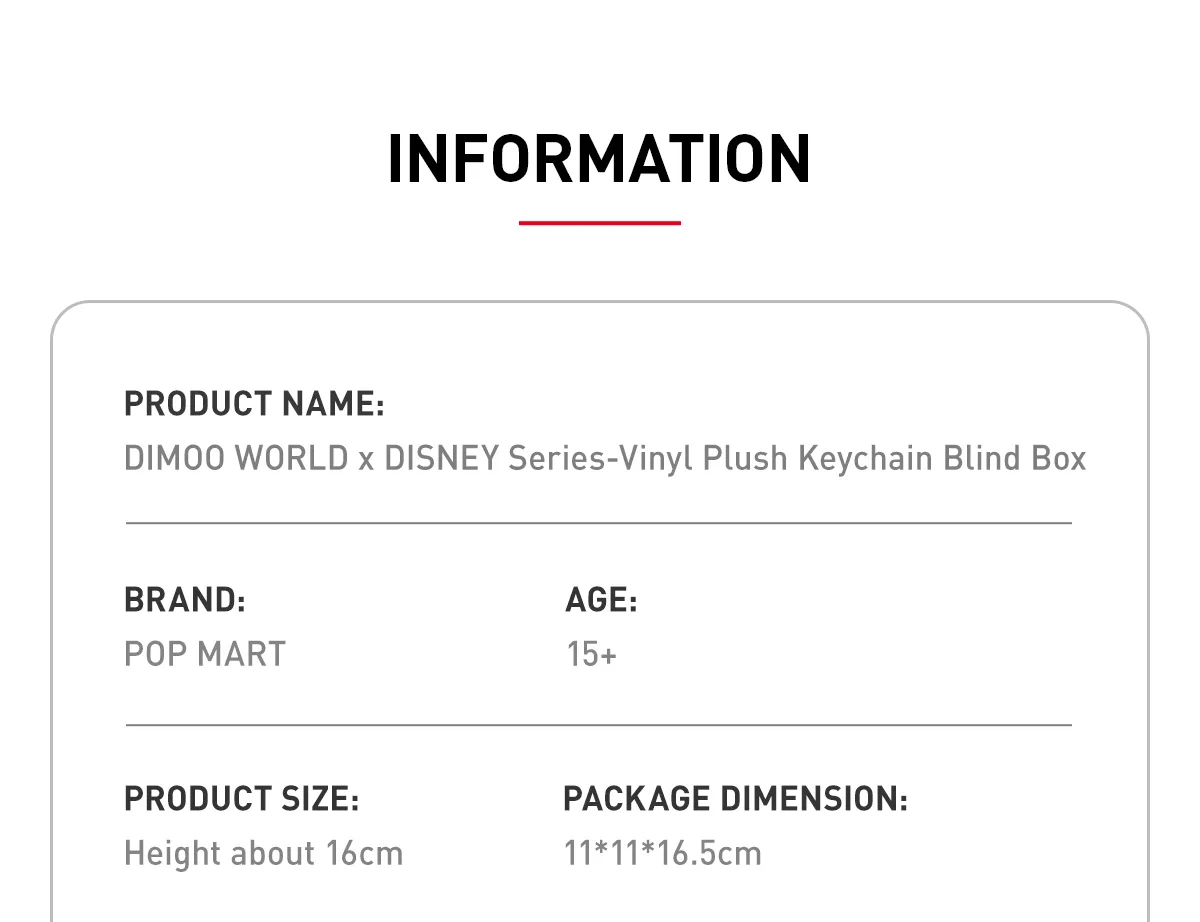 INFORMATION
PRODUCT NAME:
DIMOO WORLD x DISNEY Series-Vinyl Plush Keychain Blind Box
BRAND:
POP MART
AGE:
15+
PRODUCT SIZE:
Height about 16cm
PACKAGE DIMENSION:
11*11*16.5cm